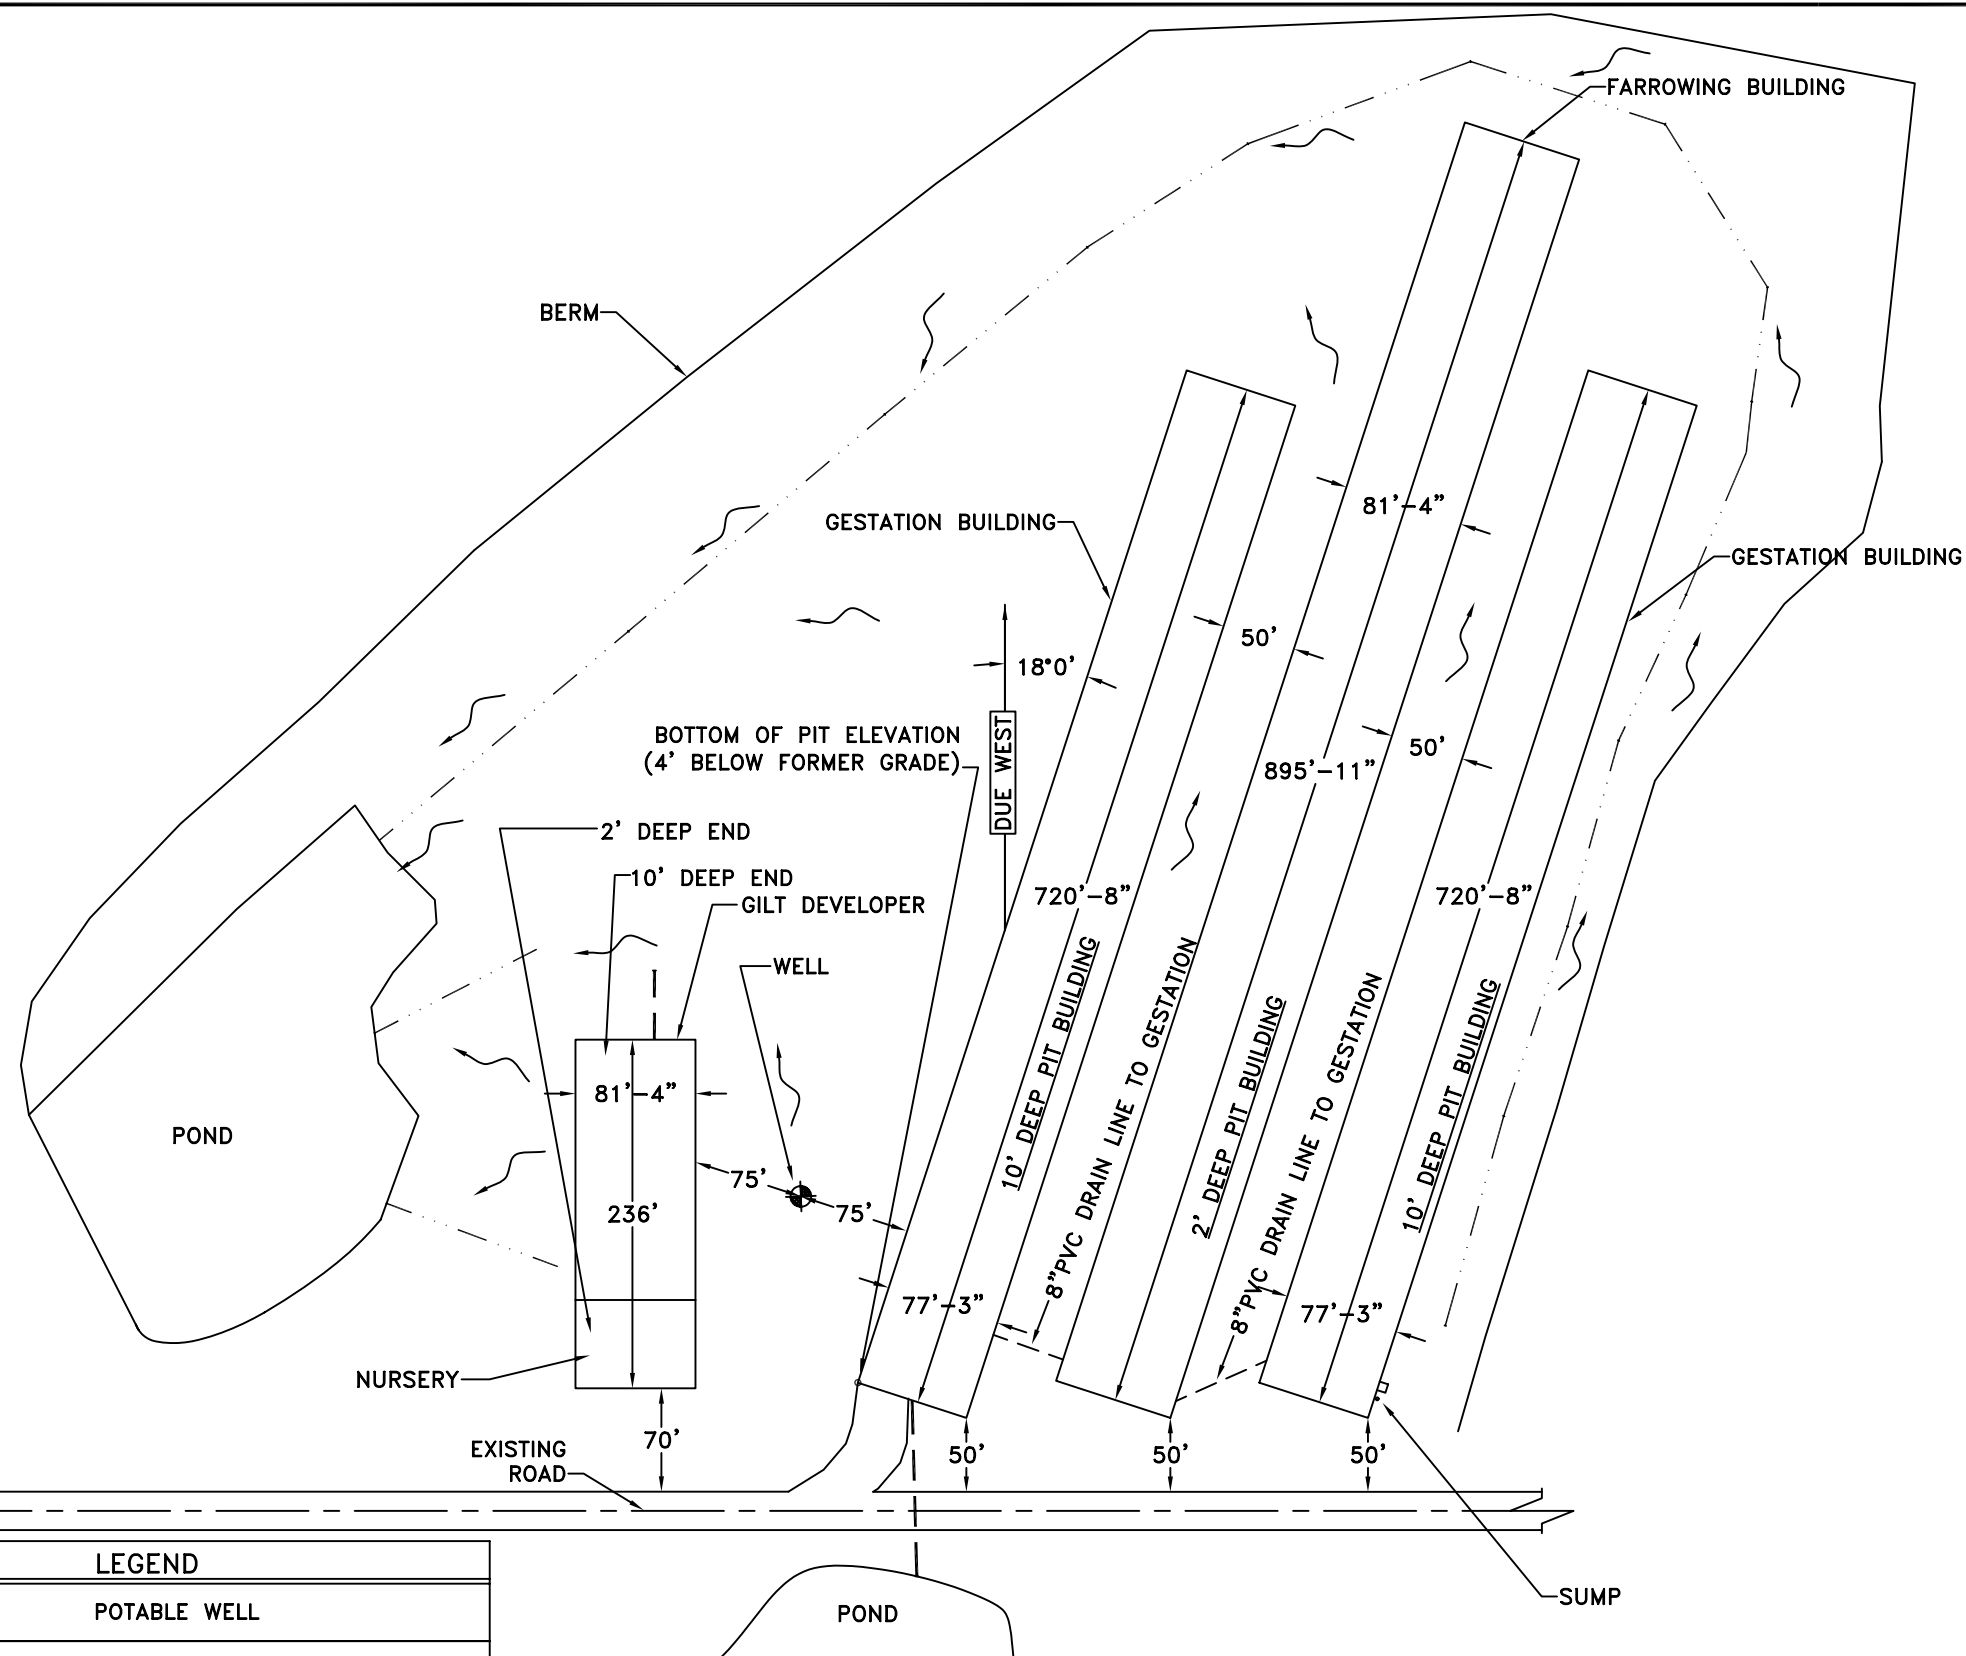 FARROWING BUILDING
BERM
81'-4"
GESTATION BUILDING
GESTATION BUILDING
50'
18°0'
BOTTOM OF PIT ELEVATION
(4' BELOW FORMER GRADE)
DUE WEST
50'
895'-11"
2' DEEP END
10' DEEP END
GILT DEVELOPER
720'-8"
720'-8"
WELL
10' DEEP PIT BUILDING
8"PVC DRAIN LINE TO GESTATION
2' DEEP PIT BUILDING
8"PVC DRAIN LINE TO GESTATION
10' DEEP PIT BUILDING
81'-4"
POND
75'
75'
236'
77'-3"
77'-3"
NURSERY
70'
EXISTING
ROAD
50'
50'
50'
LEGEND
POTABLE WELL
POND
SUMP